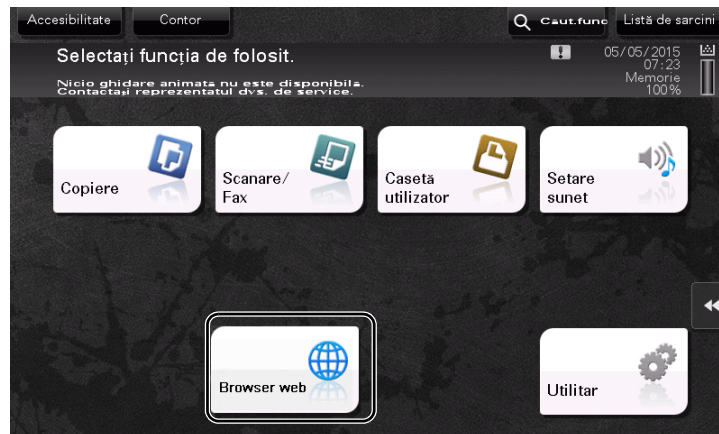 Accesibilitate
Contor
Caut.func
Listă de sarcini
Selectați funcția de folosit.
Nicio ghidare animată nu este disponibilă.
Contactați reprezentatul dvs. de service.
05/05/2015
07:23
Memorie
100%
Copiere
Scanare/
Fax
Casetă
utilizator
Setare
sunet
Browser web
Utilitar